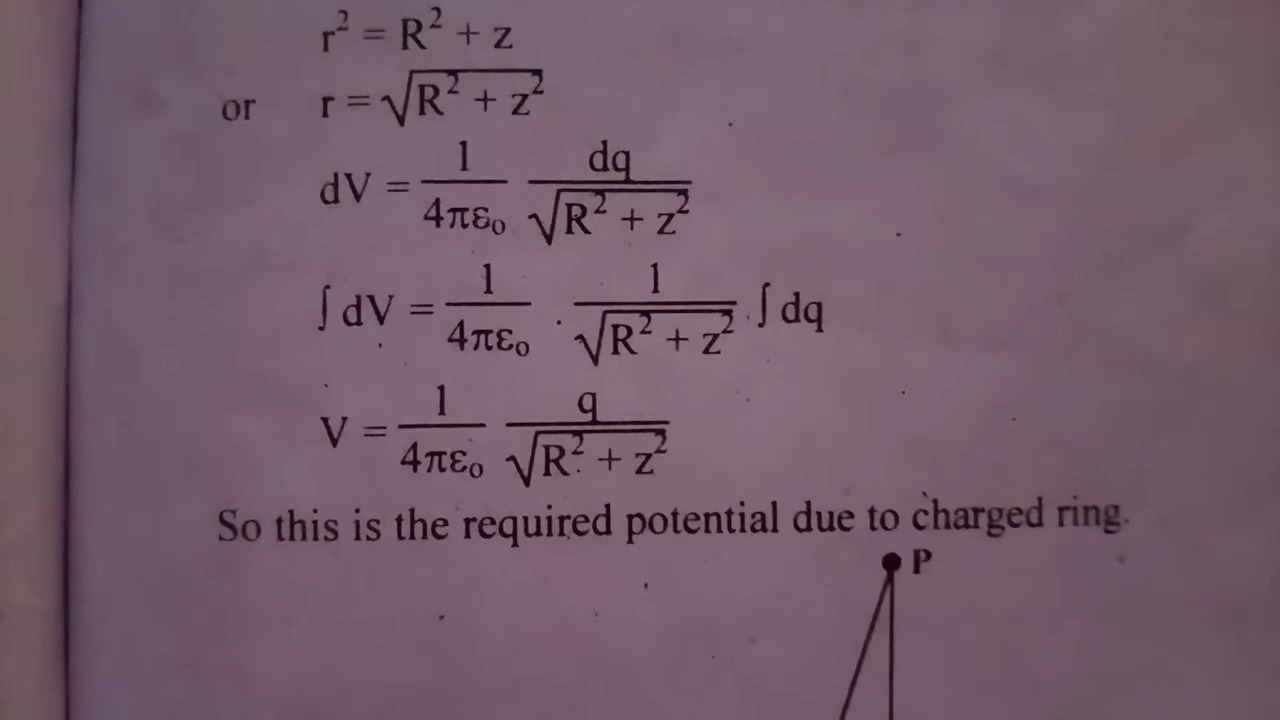 r² = R² + z
or r = √(R² + z²)
dV = 1/(4πε₀) dq/√(R² + z²)
∫ dV = 1/(4πε₀) · 1/√(R² + z²) · ∫ dq
V = 1/(4πε₀) q/√(R² + z²)
So this is the required potential due to charged ring.
P